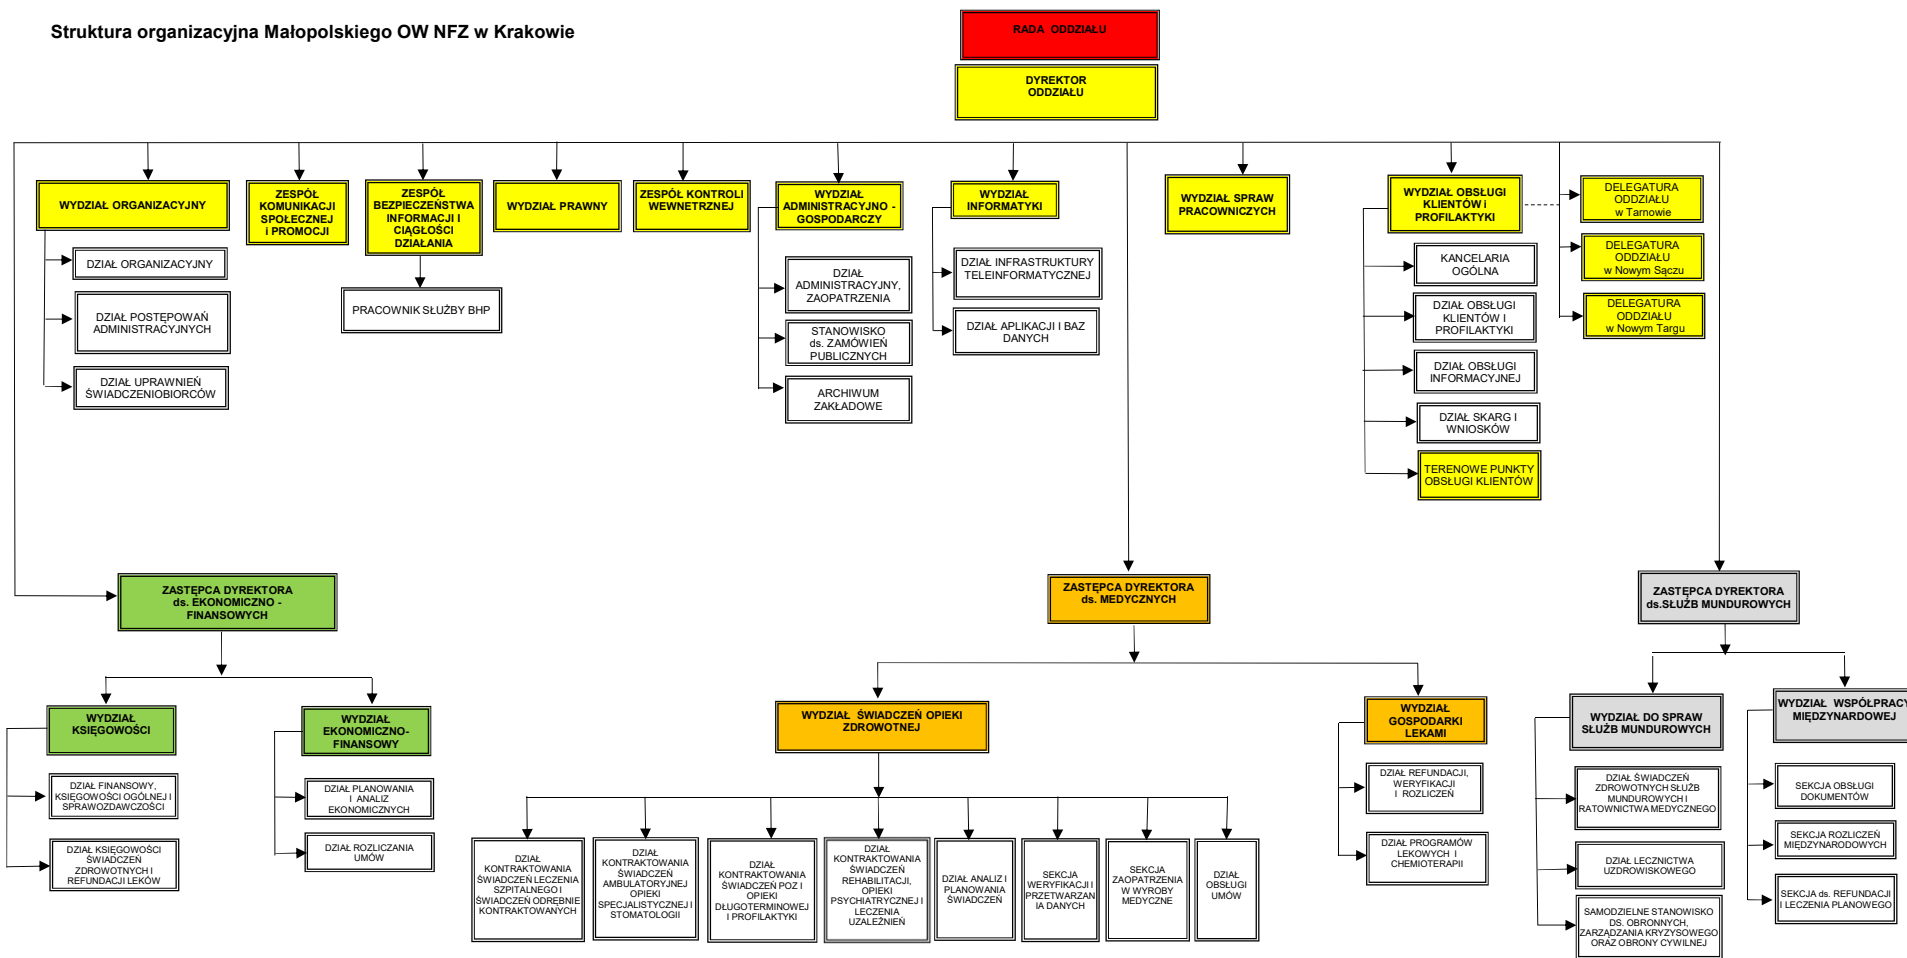 Struktura organizacyjna Małopolskiego OW NFZ w Krakowie
RADA ODDZIAŁU
DYREKTOR
ODDZIAŁU
WYDZIAŁ ORGANIZACYJNY
DZIAŁ ORGANIZACYJNY
DZIAŁ POSTĘPOWAŃ
ADMINISTRACYJNYCH
DZIAŁ UPRAWNIEŃ
ŚWIADCZENIOBIORCÓW
ZESPÓŁ
KOMUNIKACJI
SPOŁECZNEJ
i PROMOCJI
ZESPÓŁ
BEZPIECZEŃSTWA
INFORMACJI I
CIĄGŁOŚCI
DZIAŁANIA
PRACOWNIK SŁUŻBY BHP
WYDZIAŁ PRAWNY
ZESPÓŁ KONTROLI
WEWNETRZNEJ
WYDZIAŁ
ADMINISTRACYJNO -
GOSPODARCZY
DZIAŁ
ADMINISTRACYJNY,
ZAOPATRZENIA
STANOWISKO
ds. ZAMÓWIEŃ
PUBLICZNYCH
ARCHIWUM
ZAKŁADOWE
WYDZIAŁ
INFORMATYKI
DZIAŁ INFRASTRUKTURY
TELEINFORMATYCZNEJ
DZIAŁ APLIKACJI I BAZ
DANYCH
WYDZIAŁ SPRAW
PRACOWNICZYCH
WYDZIAŁ OBSŁUGI
KLIENTÓW i
PROFILAKTYKI
KANCELARIA
OGÓLNA
DZIAŁ OBSŁUGI
KLIENTÓW I
PROFILAKTYKI
DZIAŁ OBSŁUGI
INFORMACYJNEJ
DZIAŁ SKARG I
WNIOSKÓW
TERENOWE PUNKTY
OBSŁUGI KLIENTÓW
DELEGATURA
ODDZIAŁU
w Tarnowie
DELEGATURA
ODDZIAŁU
w Nowym Sączu
DELEGATURA
ODDZIAŁU
w Nowym Targu
ZASTĘPCA DYREKTORA
ds. EKONOMICZNO -
FINANSOWYCH
WYDZIAŁ
KSIĘGOWOŚCI
DZIAŁ FINANSOWY,
KSIĘGOWOŚCI OGÓLNEJ I
SPRAWOZDAWCZOŚCI
DZIAŁ KSIĘGOWOŚCI
ŚWIADCZEŃ
ZDROWOTNYCH I
REFUNDACJI LEKÓW
WYDZIAŁ
EKONOMICZNO-
FINANSOWY
DZIAŁ PLANOWANIA
I ANALIZ
EKONOMICZNYCH
DZIAŁ ROZLICZANIA
UMÓW
ZASTĘPCA DYREKTORA
ds. MEDYCZNYCH
WYDZIAŁ ŚWIADCZEŃ OPIEKI
ZDROWOTNEJ
DZIAŁ
KONTRAKTOWANIA
ŚWIADCZEŃ LECZENIA
SZPITALNEGO I
ŚWIADCZEŃ ODRĘBNIE
KONTRAKTOWANYCH
DZIAŁ
KONTRAKTOWANIA
ŚWIADCZEŃ
AMBULATORYJNEJ
OPIEKI
SPECJALISTYCZNEJ I
STOMATOLOGII
DZIAŁ
KONTRAKTOWANIA
ŚWIADCZEŃ POZ I
OPIEKI
DŁUGOTERMINOWEJ
I PROFILAKTYKI
DZIAŁ
KONTRAKTOWANIA
ŚWIADCZEŃ
REHABILITACJI,
OPIEKI
PSYCHIATRYCZNEJ I
LECZENIA
UZALEŻNIEŃ
DZIAŁ ANALIZ I
PLANOWANIA
ŚWIADCZEŃ
SEKCJA
WERYFIKACJI I
PRZETWARZAN
IA DANYCH
SEKCJA
ZAOPATRZENIA
W WYROBY
MEDYCZNE
DZIAŁ
OBSŁUGI
UMÓW
WYDZIAŁ
GOSPODARKI
LEKAMI
DZIAŁ REFUNDACJI,
WERYFIKACJI
I ROZLICZEŃ
DZIAŁ PROGRAMÓW
LEKOWYCH I
CHEMIOTERAPII
ZASTĘPCA DYREKTORA
ds.SŁUŻB MUNDUROWYCH
WYDZIAŁ DO SPRAW
SŁUŻB MUNDUROWYCH
DZIAŁ ŚWIADCZEŃ
ZDROWOTNYCH SŁUŻB
MUNDUROWYCH I
RATOWNICTWA MEDYCZNEGO
DZIAŁ LECZNICTWA
UZDROWISKOWEGO
SAMODZIELNE STANOWISKO
DS. OBRONNYCH,
ZARZĄDZANIA KRYZYSOWEGO
ORAZ OBRONY CYWILNEJ
WYDZIAŁ WSPÓŁPRACY
MIĘDZYNARDOWEJ
SEKCJA OBSŁUGI
DOKUMENTÓW
SEKCJA ROZLICZEŃ
MIĘDZYNARODOWYCH
SEKCJA ds. REFUNDACJI
I LECZENIA PLANOWEGO